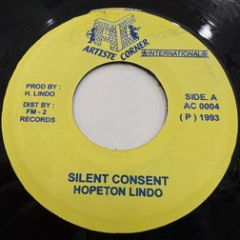 AC
ARTISTE CORNER
INTERNATIONAL
PROD BY:
H. LINDO
DIST BY:
FM - 2
RECORDS
SIDE. A
AC 0004
( P ) 1993
SILENT CONSENT
HOPETON LINDO